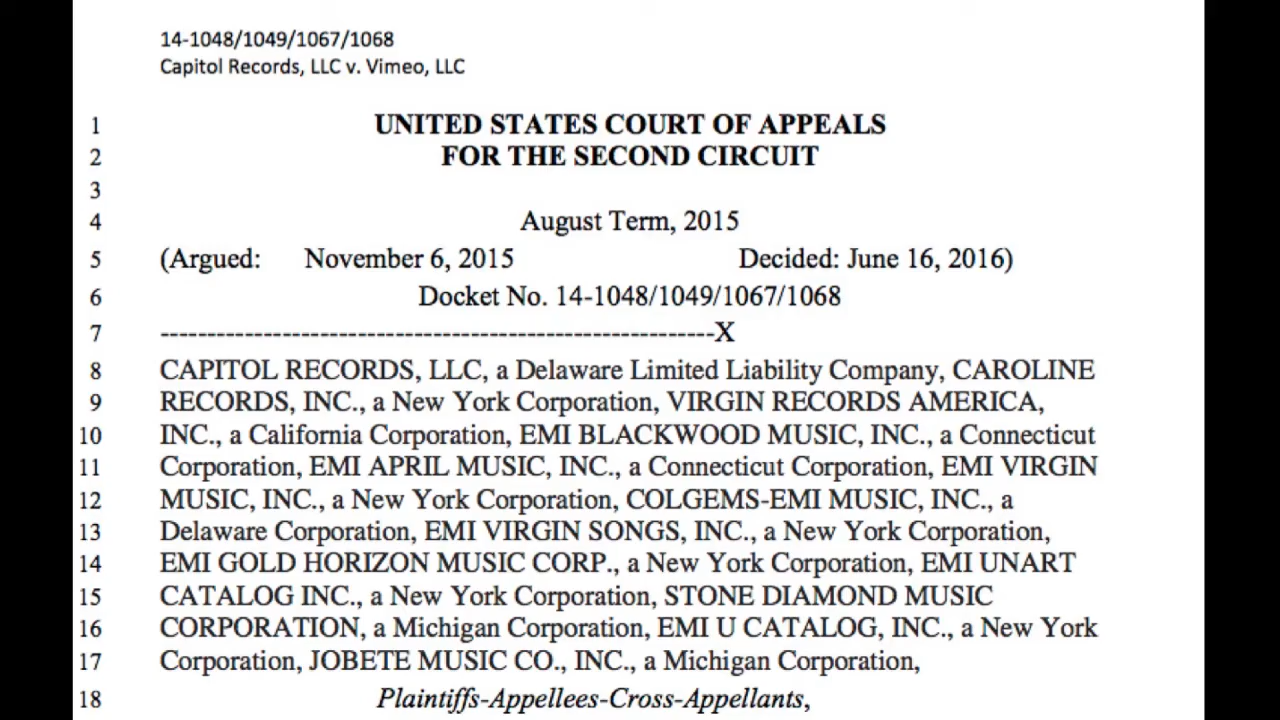 14-1048/1049/1067/1068
Capitol Records, LLC v. Vimeo, LLC
1 UNITED STATES COURT OF APPEALS
2 FOR THE SECOND CIRCUIT
3
4 August Term, 2015
5 (Argued: November 6, 2015 Decided: June 16, 2016)
6 Docket No. 14-1048/1049/1067/1068
7 ------------------------------------------------------------X
8 CAPITOL RECORDS, LLC, a Delaware Limited Liability Company, CAROLINE
9 RECORDS, INC., a New York Corporation, VIRGIN RECORDS AMERICA,
10 INC., a California Corporation, EMI BLACKWOOD MUSIC, INC., a Connecticut
11 Corporation, EMI APRIL MUSIC, INC., a Connecticut Corporation, EMI VIRGIN
12 MUSIC, INC., a New York Corporation, COLGEMS-EMI MUSIC, INC., a
13 Delaware Corporation, EMI VIRGIN SONGS, INC., a New York Corporation,
14 EMI GOLD HORIZON MUSIC CORP., a New York Corporation, EMI UNART
15 CATALOG INC., a New York Corporation, STONE DIAMOND MUSIC
16 CORPORATION, a Michigan Corporation, EMI U CATALOG, INC., a New York
17 Corporation, JOBETE MUSIC CO., INC., a Michigan Corporation,
18 Plaintiffs-Appellees-Cross-Appellants,